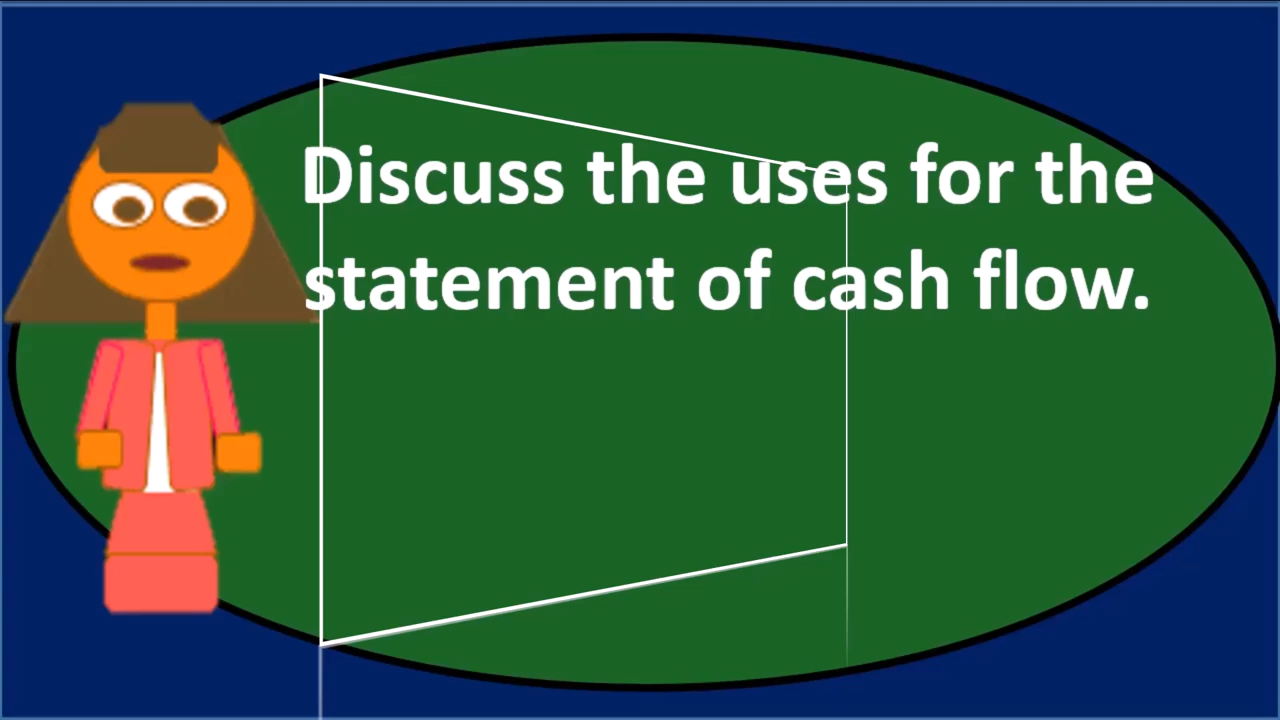 Discuss the uses for the
statement of cash flow.